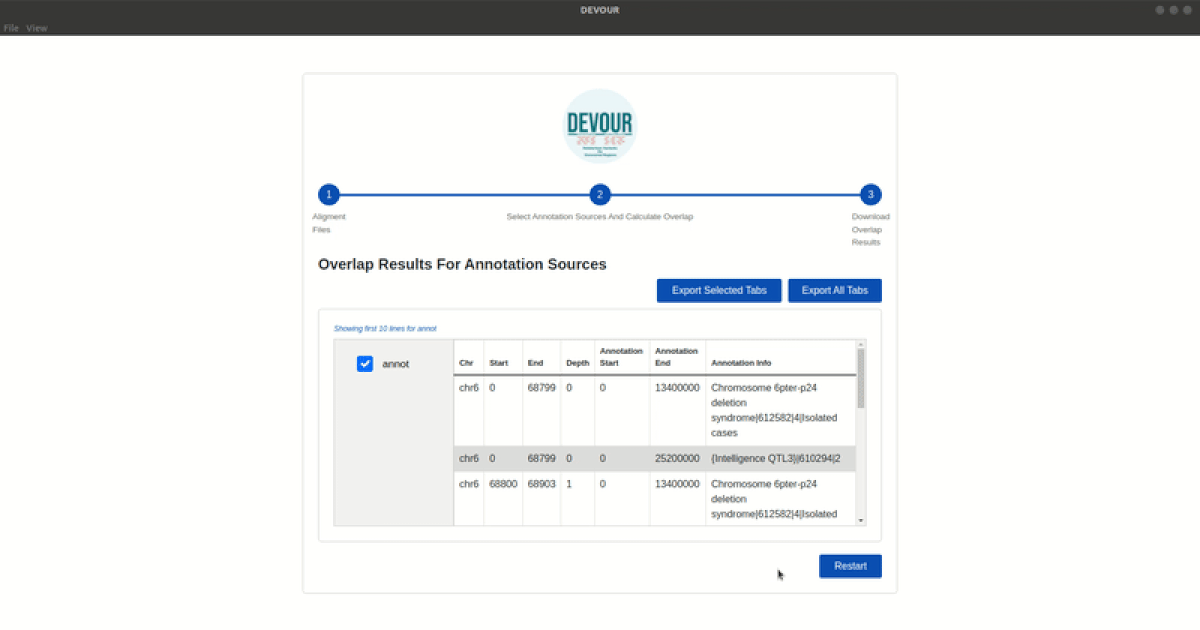 DEVOUR
File View
DEVOUR
1 2 3
Aligment
Files
Select Annotation Sources And Calculate Overlap
Download
Overlap
Results
Overlap Results For Annotation Sources
Export Selected Tabs Export All Tabs
Showing first 10 lines for annot
annot
Chr Start End Depth Annotation Start Annotation End Annotation Info
chr6 0 68799 0 0 13400000 Chromosome 6pter-p24
deletion
syndrome|612582|4|Isolated
cases
chr6 0 68799 0 0 25200000 {Intelligence QTL3}|610294|2
chr6 68800 68903 1 0 13400000 Chromosome 6pter-p24
deletion
syndrome|612582|4|Isolated
Restart